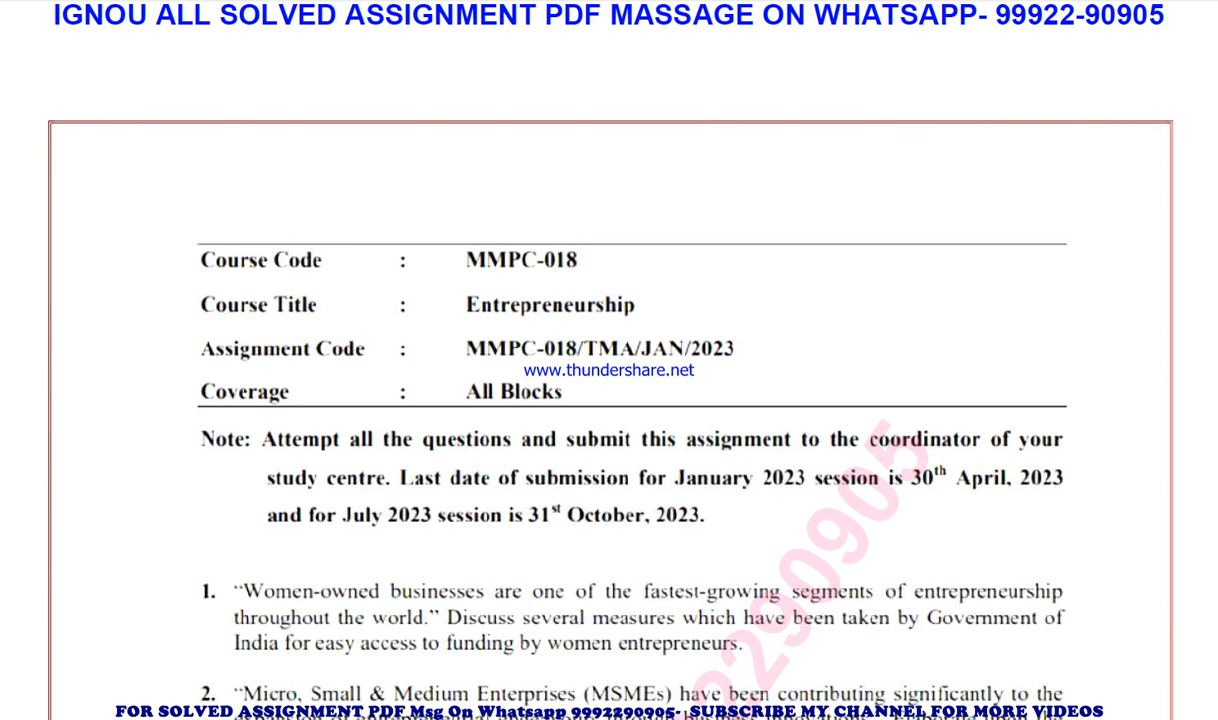 IGNOU ALL SOLVED ASSIGNMENT PDF MASSAGE ON WHATSAPP- 99922-90905
Course Code : MMPC-018
Course Title : Entrepreneurship
Assignment Code : MMPC-018/TMA/JAN/2023
www.thundershare.net
Coverage : All Blocks
Note: Attempt all the questions and submit this assignment to the coordinator of your
study centre. Last date of submission for January 2023 session is 30th April, 2023
and for July 2023 session is 31st October, 2023.
1. “Women-owned businesses are one of the fastest-growing segments of entrepreneurship
throughout the world.” Discuss several measures which have been taken by Government of
India for easy access to funding by women entrepreneurs.
2. “Micro, Small & Medium Enterprises (MSMEs) have been contributing significantly to the
FOR SOLVED ASSIGNMENT PDF Msg On Whatsapp 9992290905- SUBSCRIBE MY CHANNEL FOR MORE VIDEOS
2290905